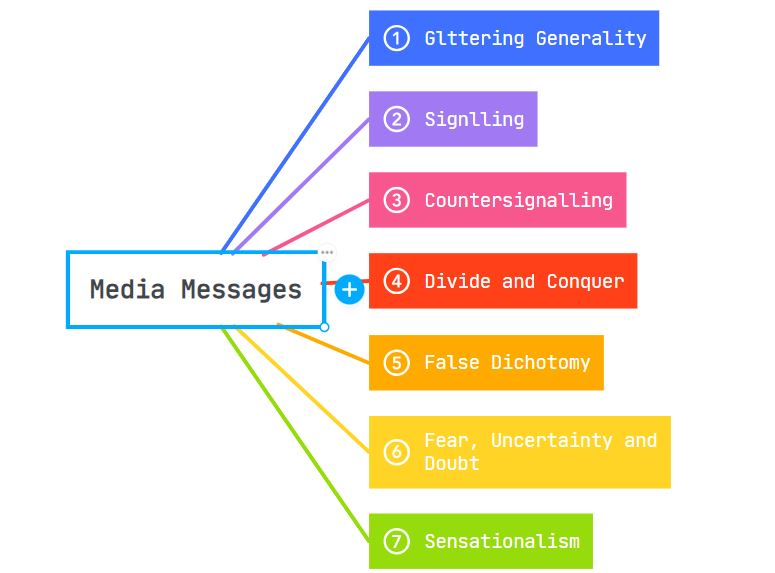 1 Glttering Generality
2 Signlling
3 Countersignalling
Media Messages
4 Divide and Conquer
5 False Dichotomy
6 Fear, Uncertainty and
Doubt
7 Sensationalism